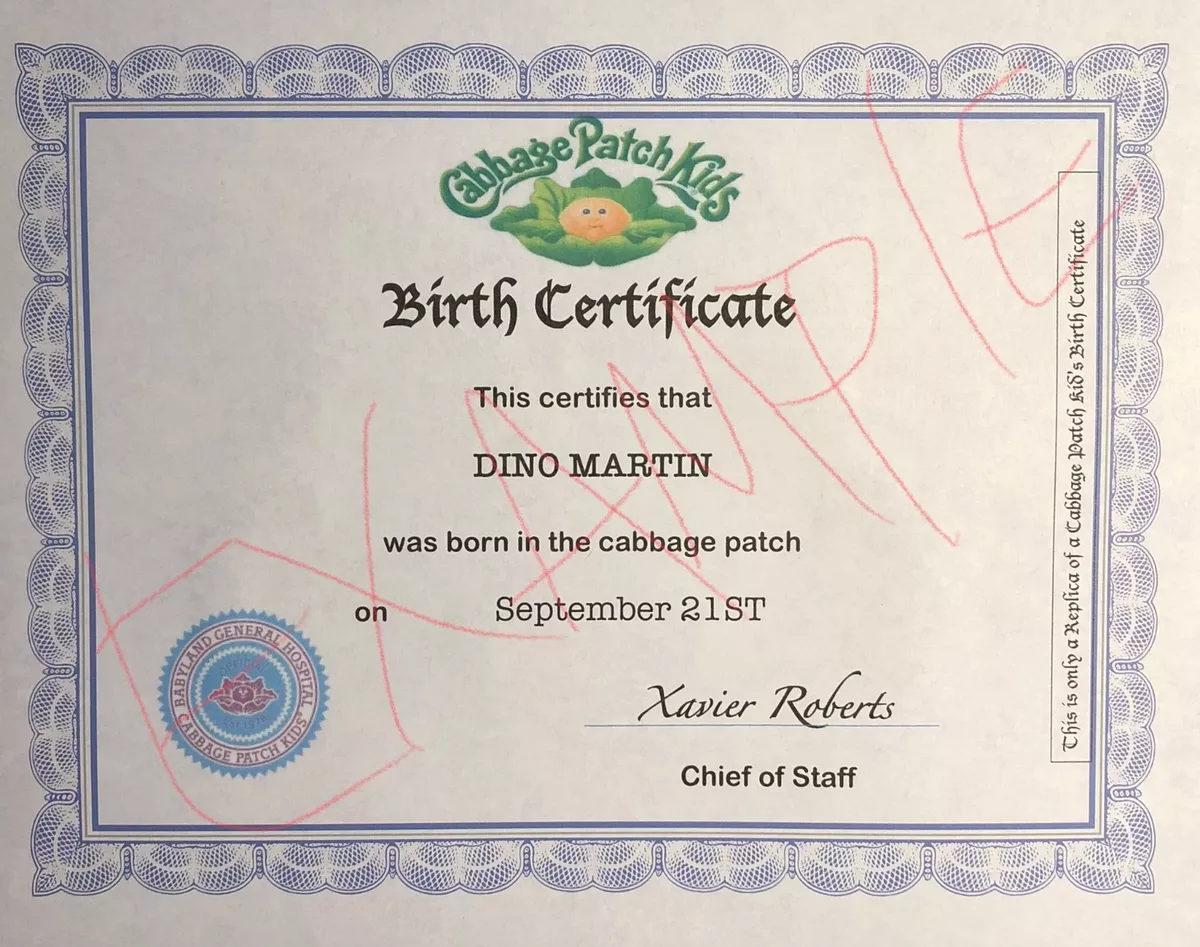 Cabbage Patch Kids
Birth Certificate
This certifies that
DINO MARTIN
was born in the cabbage patch
on September 21ST
Xavier Roberts
Chief of Staff
BABYLAND GENERAL HOSPITAL
CABBAGE PATCH KIDS®
OFFICIAL
This is only a Replica of a Cabbage Patch Kid's Birth Certificate
EXAMPLE